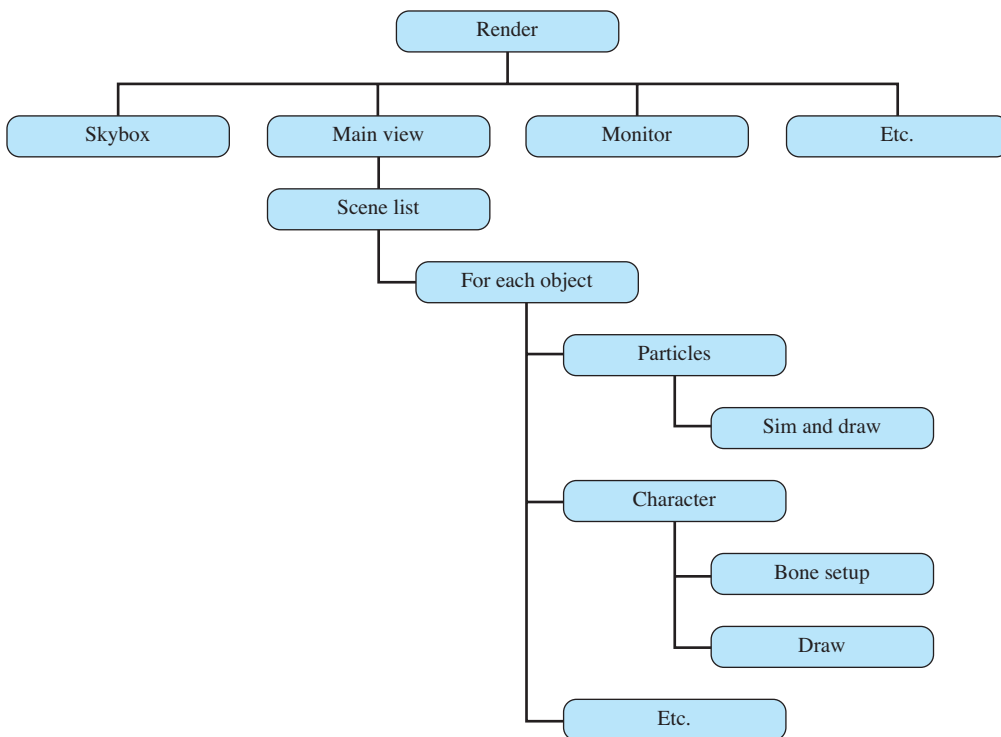 Render
Skybox
Main view
Monitor
Etc.
Scene list
For each object
Particles
Sim and draw
Character
Bone setup
Draw
Etc.